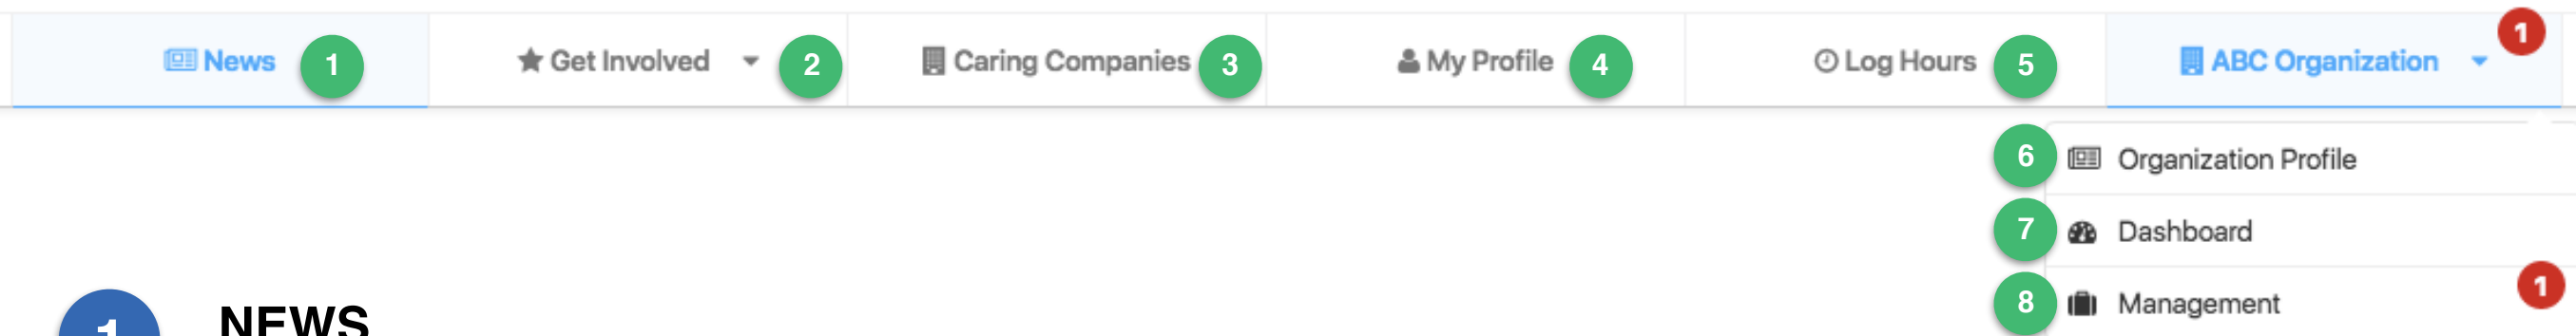 News 1 Get Involved 2 Caring Companies 3 My Profile 4 Log Hours 5 ABC Organization 1
6 Organization Profile
7 Dashboard
8 Management 1
1 NEWS